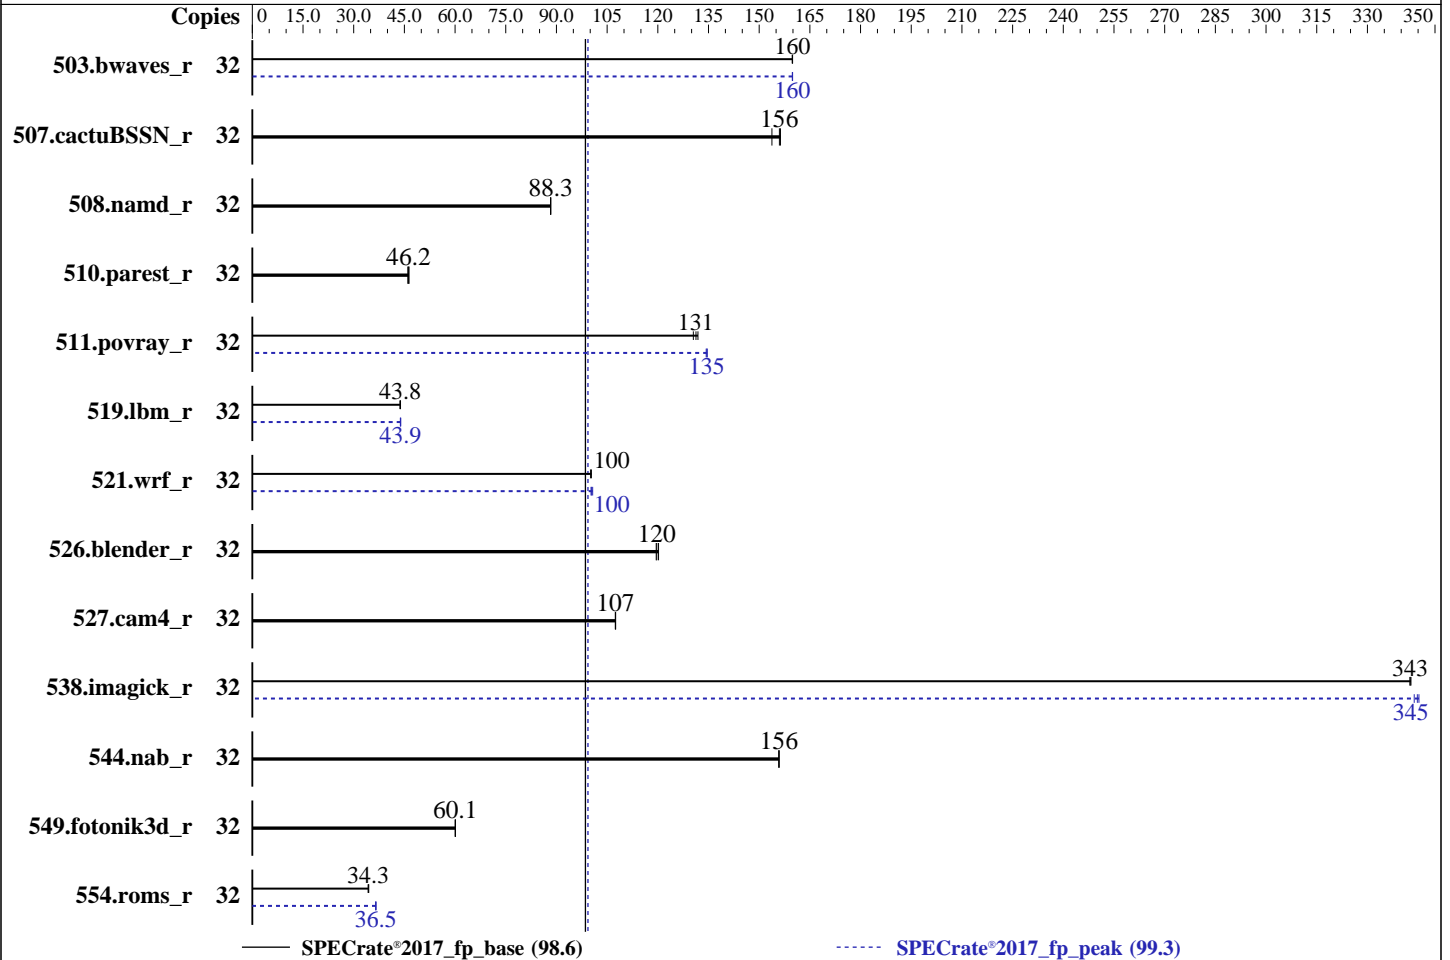 Copies 0 15.0 30.0 45.0 60.0 75.0 90.0 105 120 135 150 165 180 195 210 225 240 255 270 285 300 315 330 350
503.bwaves_r 32 160
160
507.cactuBSSN_r 32 156
508.namd_r 32 88.3
510.parest_r 32 46.2
511.povray_r 32 131
135
519.lbm_r 32 43.8
43.9
521.wrf_r 32 100
100
526.blender_r 32 120
527.cam4_r 32 107
538.imagick_r 32 343
345
544.nab_r 32 156
549.fotonik3d_r 32 60.1
554.roms_r 32 34.3
36.5
SPECrate®2017_fp_base (98.6) SPECrate®2017_fp_peak (99.3)